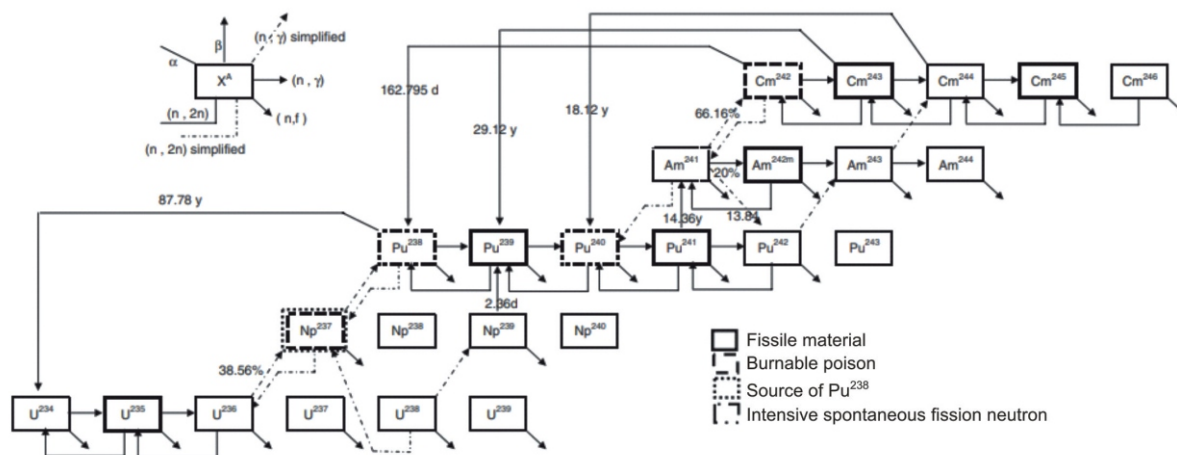 (n , γ) simplified
β
α
X^A
(n , γ)
(n , 2n)
(n,f)
(n , 2n) simplified
162.795 d
29.12 y
18.12 y
Cm^242
Cm^243
Cm^244
Cm^245
Cm^246
66.16%
Am^241
Am^242m
Am^243
Am^244
20%
87.78 y
14.36y
13.84
Pu^238
Pu^239
Pu^240
Pu^241
Pu^242
Pu^243
2.36d
Np^237
Np^238
Np^239
Np^240
38.56%
U^234
U^235
U^236
U^237
U^238
U^239
Fissile material
Burnable poison
Source of Pu^238
Intensive spontaneous fission neutron